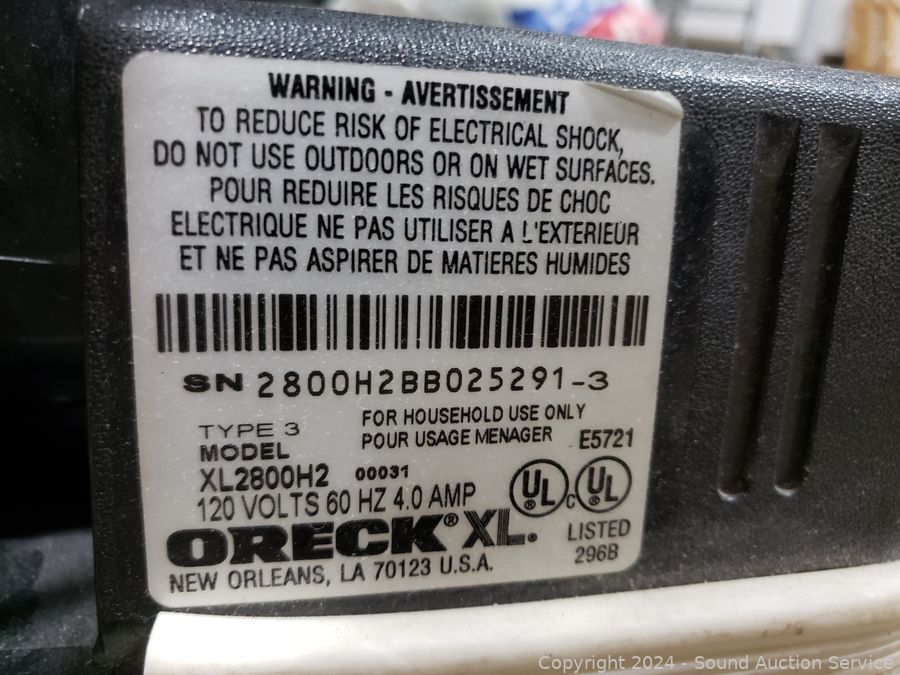 WARNING - AVERTISSEMENT
TO REDUCE RISK OF ELECTRICAL SHOCK,
DO NOT USE OUTDOORS OR ON WET SURFACES.
POUR REDUIRE LES RISQUES DE CHOC
ELECTRIQUE NE PAS UTILISER A L'EXTERIEUR
ET NE PAS ASPIRER DE MATIERES HUMIDES
SN 2800H2BB025291-3
TYPE 3
FOR HOUSEHOLD USE ONLY
MODEL
POUR USAGE MENAGER
E5721
XL2800H2 00031
120 VOLTS 60 HZ 4.0 AMP
UL® C UL®
ORECK® XL®
LISTED
296B
NEW ORLEANS, LA 70123 U.S.A.
Copyright 2024 - Sound Auction Service